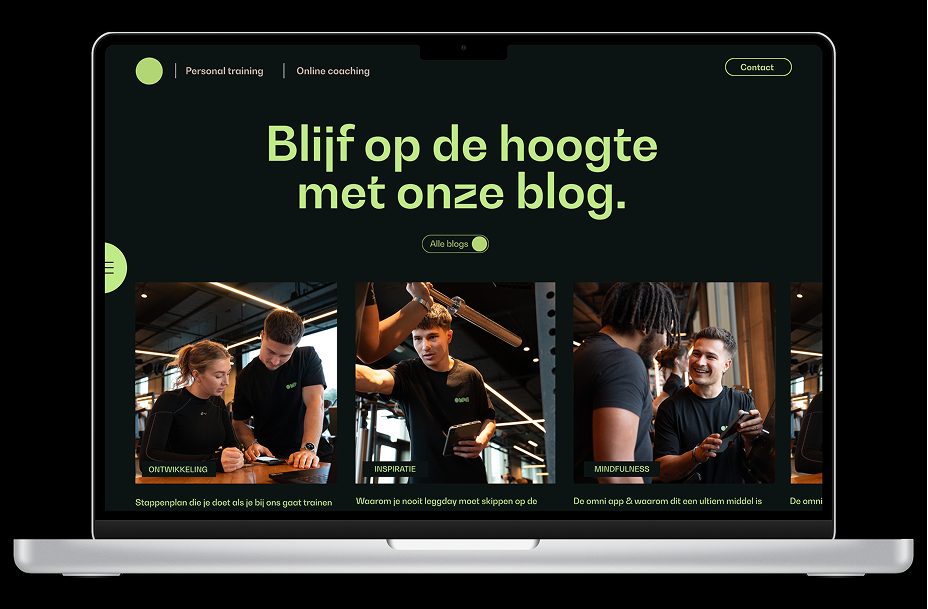 Personal training
Online coaching
Contact
Blijf op de hoogte
met onze blog.
Alle blogs
ONTWIKKELING
INSPIRATIE
MINDFULNESS
Stappenplan die je doet als je bij ons gaat trainen
Waarom je nooit leggday moet skippen op de
De omni app & waarom dit een ultiem middel is
De omni